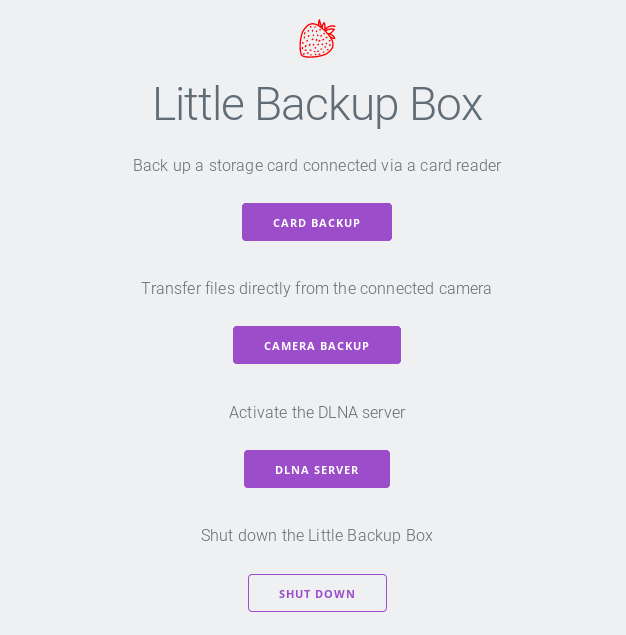 Little Backup Box
Back up a storage card connected via a card reader
CARD BACKUP
Transfer files directly from the connected camera
CAMERA BACKUP
Activate the DLNA server
DLNA SERVER
Shut down the Little Backup Box
SHUT DOWN